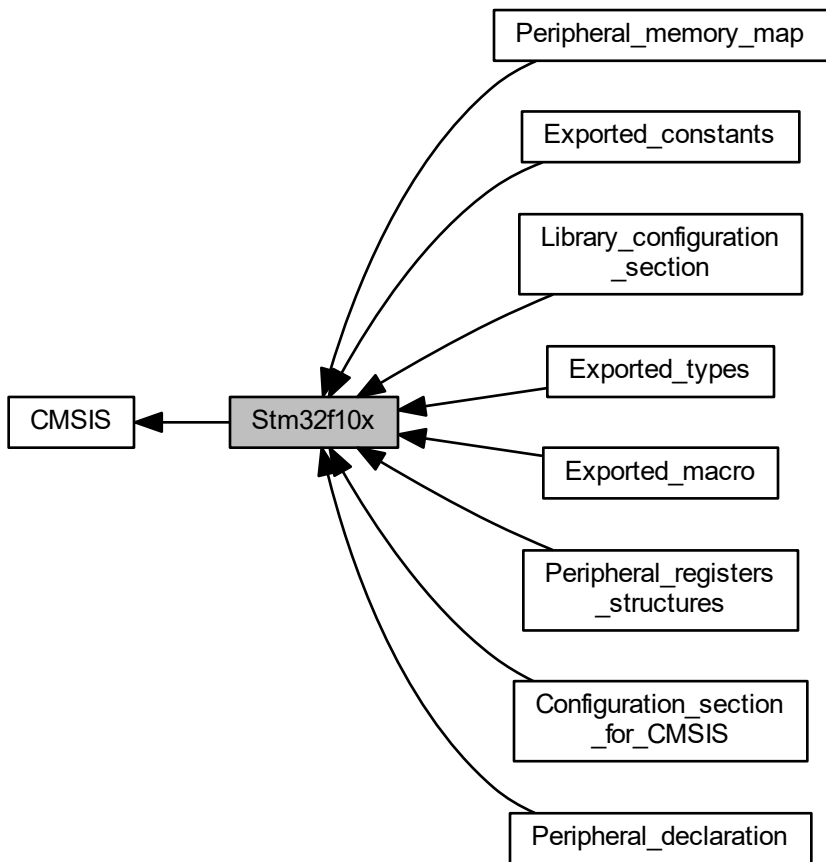 Peripheral_memory_map
Exported_constants
Library_configuration
_section
Exported_types
CMSIS
Stm32f10x
Exported_macro
Peripheral_registers
_structures
Configuration_section
_for_CMSIS
Peripheral_declaration